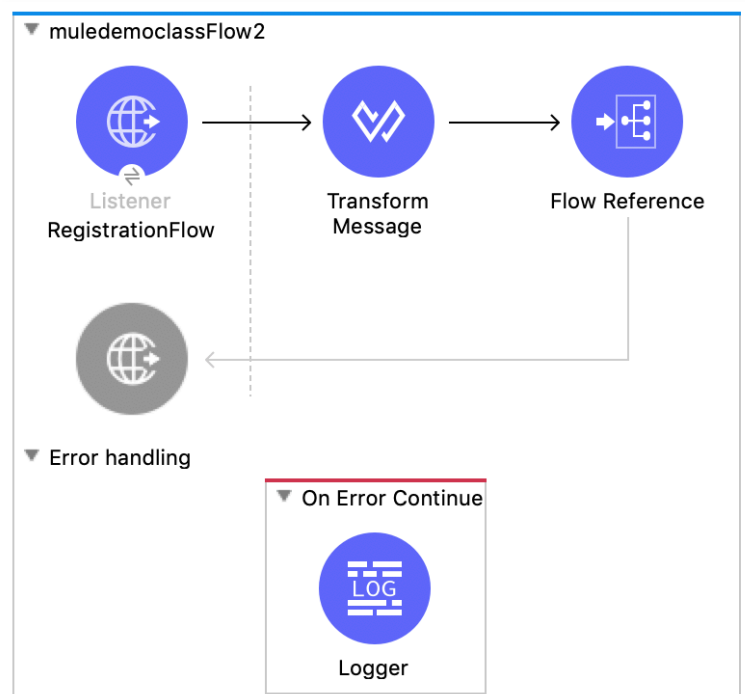 muledemoclassFlow2
Listener
RegistrationFlow
Transform
Message
Flow Reference
Error handling
On Error Continue
LOG
Logger